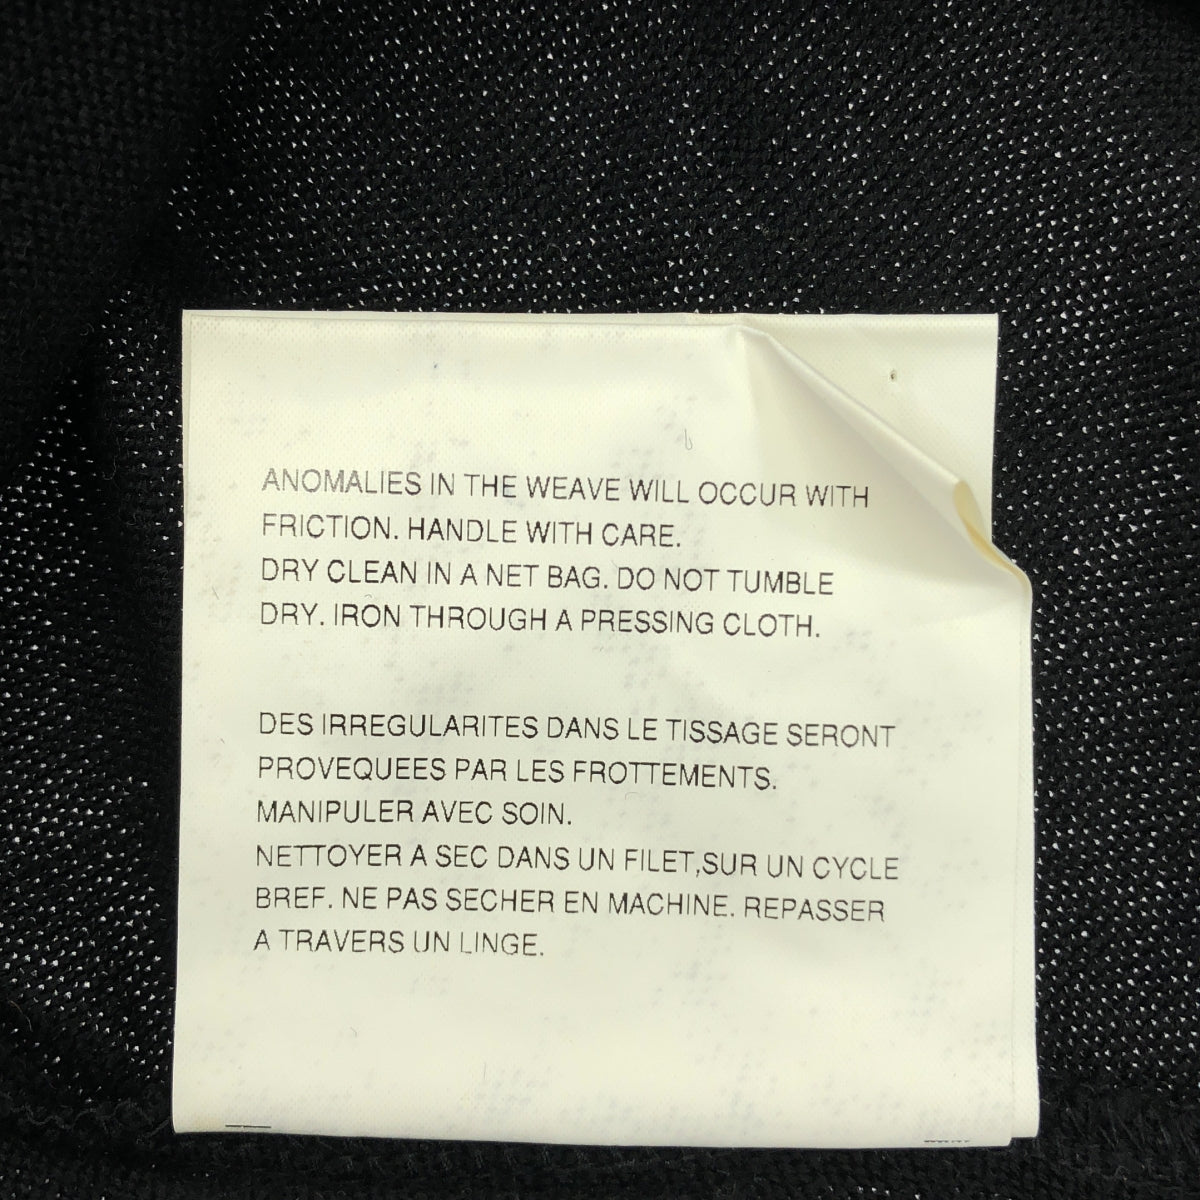 ANOMALIES IN THE WEAVE WILL OCCUR WITH
FRICTION. HANDLE WITH CARE.
DRY CLEAN IN A NET BAG. DO NOT TUMBLE
DRY. IRON THROUGH A PRESSING CLOTH.
DES IRREGULARITES DANS LE TISSAGE SERONT
PROVEQUEES PAR LES FROTTEMENTS.
MANIPULER AVEC SOIN.
NETTOYER A SEC DANS UN FILET,SUR UN CYCLE
BREF. NE PAS SECHER EN MACHINE. REPASSER
A TRAVERS UN LINGE.